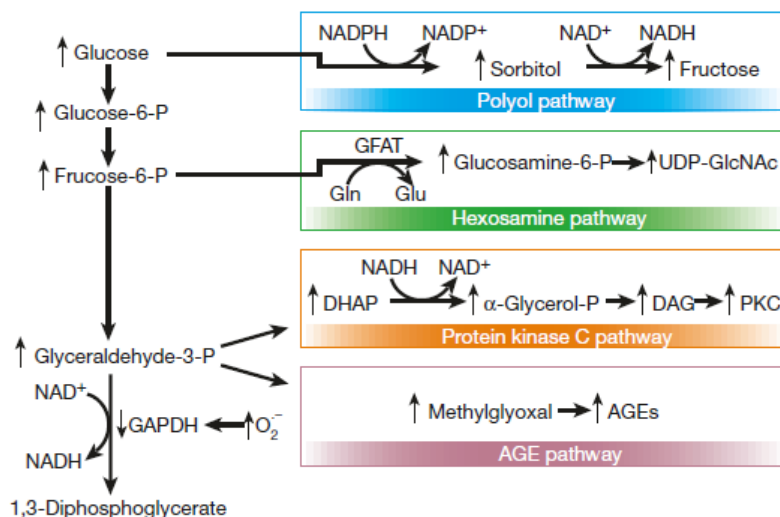 NADPH NADP+ NAD+ NADH
↑ Glucose
↑ Sorbitol ↑ Fructose
Polyol pathway
↑ Glucose-6-P
GFAT
↑ Glucosamine-6-P ↑ UDP-GlcNAc
↑ Frucose-6-P
Gln Glu
Hexosamine pathway
NADH NAD+
↑ DHAP ↑ α-Glycerol-P ↑ DAG ↑ PKC
Protein kinase C pathway
↑ Glyceraldehyde-3-P
NAD+
↑ Methylglyoxal ↑ AGEs
↓ GAPDH ↑ O2·−
AGE pathway
NADH
1,3-Diphosphoglycerate